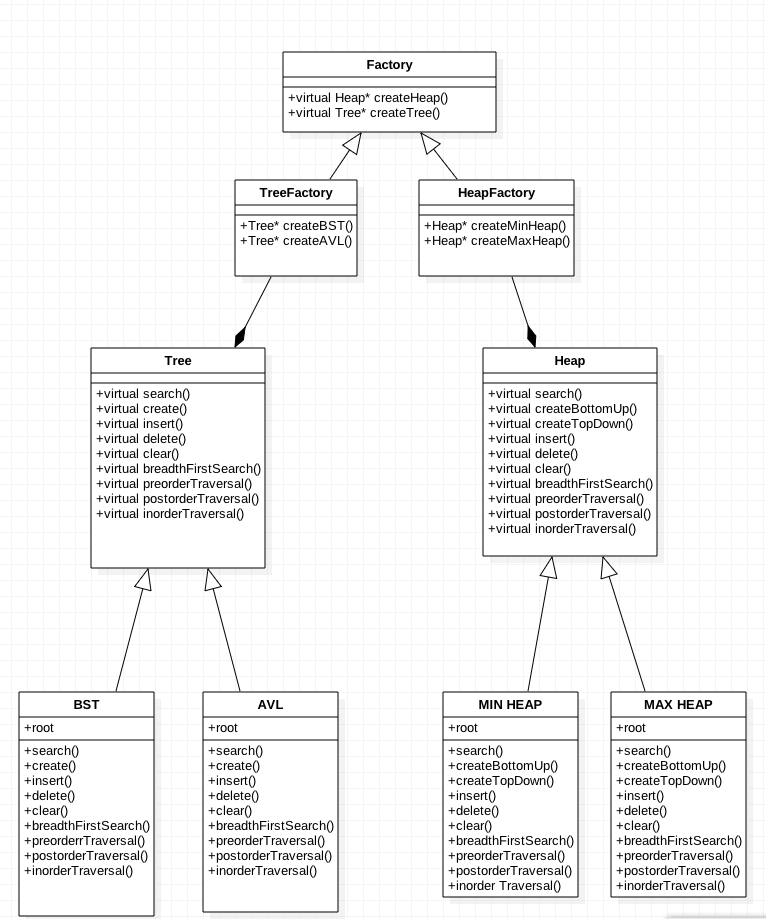 Factory
+virtual Heap* createHeap()
+virtual Tree* createTree()
TreeFactory
+Tree* createBST()
+Tree* createAVL()
HeapFactory
+Heap* createMinHeap()
+Heap* createMaxHeap()
Tree
+virtual search()
+virtual create()
+virtual insert()
+virtual delete()
+virtual clear()
+virtual breadthFirstSearch()
+virtual preorderTraversal()
+virtual postorderTraversal()
+virtual inorderTraversal()
Heap
+virtual search()
+virtual createBottomUp()
+virtual createTopDown()
+virtual insert()
+virtual delete()
+virtual clear()
+virtual breadthFirstSearch()
+virtual preorderTraversal()
+virtual postorderTraversal()
+virtual inorderTraversal()
BST
+root
+search()
+create()
+insert()
+delete()
+clear()
+breadthFirstSearch()
+preorderrTraversal()
+postorderTraversal()
+inorderTraversal()
AVL
+root
+search()
+create()
+insert()
+delete()
+clear()
+breadthFirstSearch()
+preorderTraversal()
+postorderTraversal()
+inorderTraversal()
MIN HEAP
+root
+search()
+createBottomUp()
+createTopDown()
+insert()
+delete()
+clear()
+breadthFirstSearch()
+preorderTraversal()
+postorderTraversal()
+inorder Traversal()
MAX HEAP
+root
+search()
+createBottomUp()
+createTopDown()
+insert()
+delete()
+clear()
+breadthFirstSearch()
+preorderTraversal()
+postorderTraversal()
+inorderTraversal()